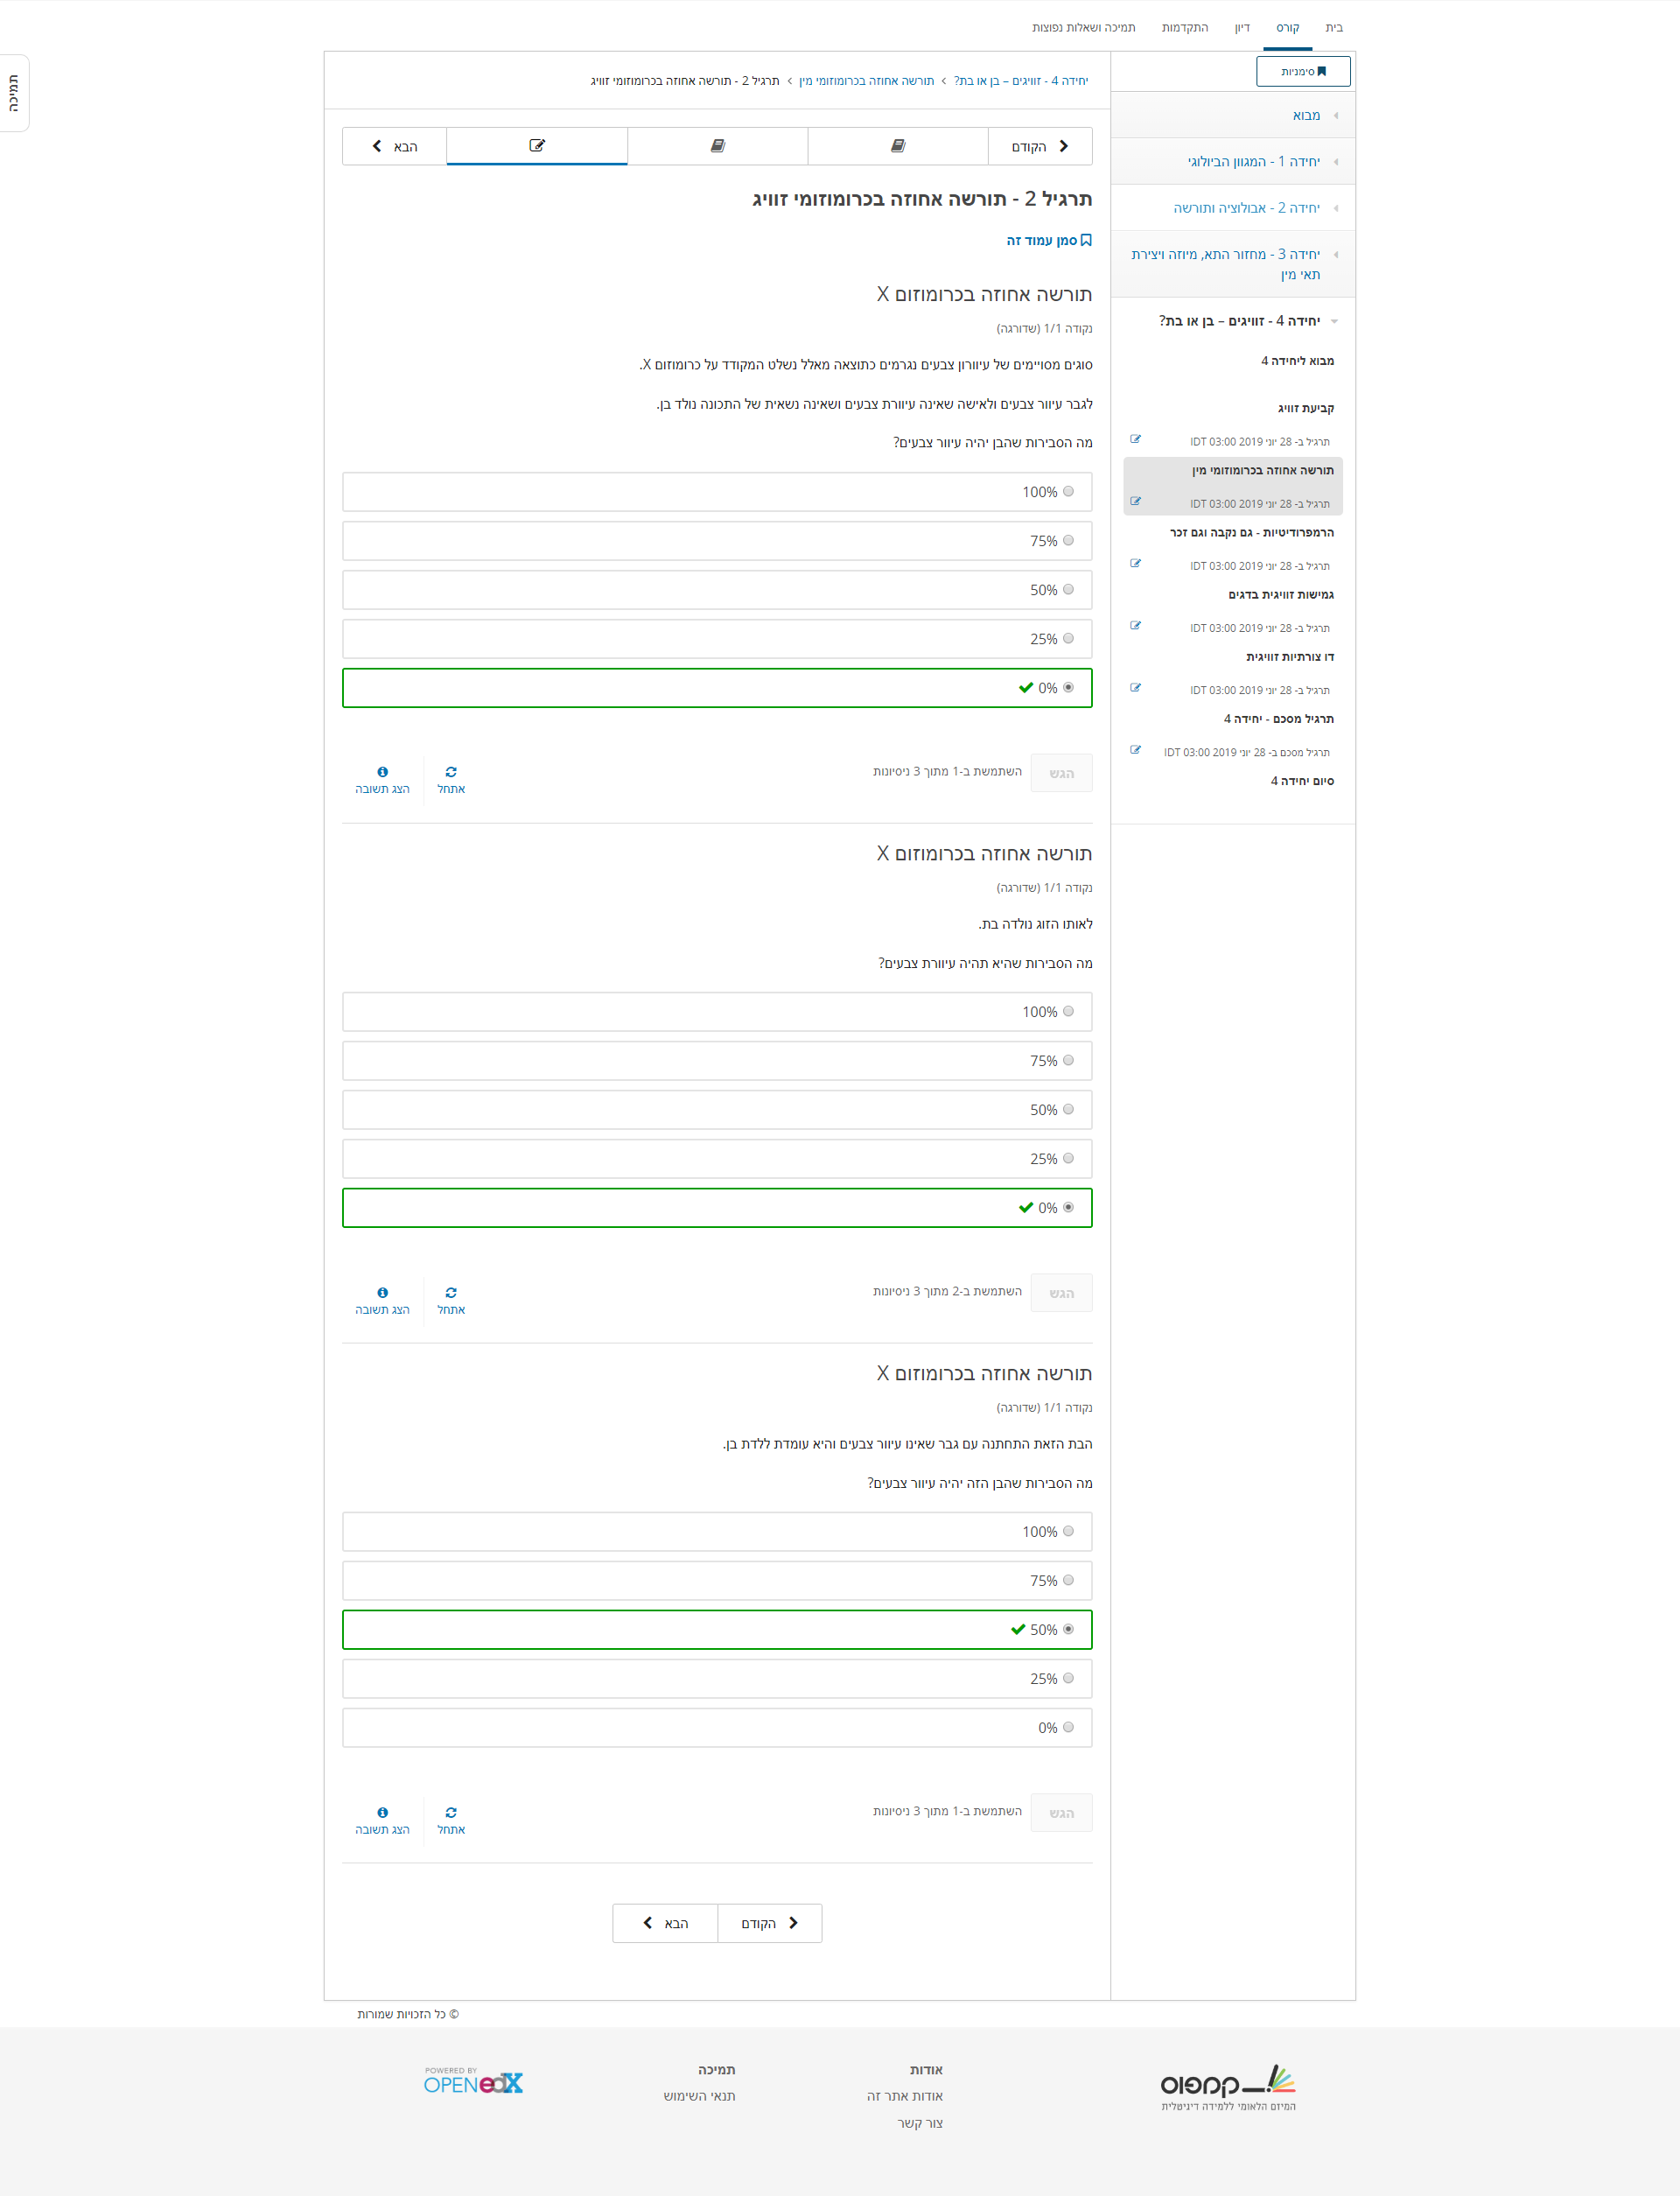 בית
קורס
דיון
התקדמות
תמיכה ושאלות נפוצות
תמיכה
סימניות
מבוא
יחידה 1 - המגוון הביולוגי
יחידה 2 - אבולוציה ותורשה
יחידה 3 - מחזור התא, מיוזה ויצירת
תאי מין
יחידה 4 - זוויגים – בן או בת?
מבוא ליחידה 4
קביעת זוויג
תרגיל ב- 28 יוני 2019 03:00 IDT
תורשה אחוזה בכרומוזומי מין
תרגיל ב- 28 יוני 2019 03:00 IDT
הרמפרודיטיות - גם נקבה וגם זכר
תרגיל ב- 28 יוני 2019 03:00 IDT
גמישות זוויגית בדגים
תרגיל ב- 28 יוני 2019 03:00 IDT
דו צורתיות זוויגית
תרגיל ב- 28 יוני 2019 03:00 IDT
תרגיל מסכם - יחידה 4
תרגיל מסכם ב- 28 יוני 2019 03:00 IDT
סיום יחידה 4
יחידה 4 - זוויגים – בן או בת? > תורשה אחוזה בכרומוזומי מין > תרגיל 2 - תורשה אחוזה בכרומוזומי זוויג
הקודם
הבא
תרגיל 2 - תורשה אחוזה בכרומוזומי זוויג
סמן עמוד זה
תורשה אחוזה בכרומוזום X
נקודה 1/1 (שדורגה)
סוגים מסויימים של עיוורון צבעים נגרמים כתוצאה מאלל נשלט המקודד על כרומוזום X.
לגבר עיוור צבעים ולאישה שאינה עיוורת צבעים ושאינה נשאית של התכונה נולד בן.
מה הסבירות שהבן יהיה עיוור צבעים?
100%
75%
50%
25%
0%
הגש
השתמשת ב-1 מתוך 3 ניסיונות
אתחל
הצג תשובה
תורשה אחוזה בכרומוזום X
נקודה 1/1 (שדורגה)
לאותו הזוג נולדה בת.
מה הסבירות שהיא תהיה עיוורת צבעים?
100%
75%
50%
25%
0%
הגש
השתמשת ב-2 מתוך 3 ניסיונות
אתחל
הצג תשובה
תורשה אחוזה בכרומוזום X
נקודה 1/1 (שדורגה)
הבת הזאת התחתנה עם גבר שאינו עיוור צבעים והיא עומדת ללדת בן.
מה הסבירות שהבן הזה יהיה עיוור צבעים?
100%
75%
50%
25%
0%
הגש
השתמשת ב-1 מתוך 3 ניסיונות
אתחל
הצג תשובה
הקודם
הבא
© כל הזכויות שמורות
קמפוס
המיזם הלאומי ללמידה דיגיטלית
אודות
אודות אתר זה
צור קשר
תמיכה
תנאי השימוש
POWERED BY
OPEN edX